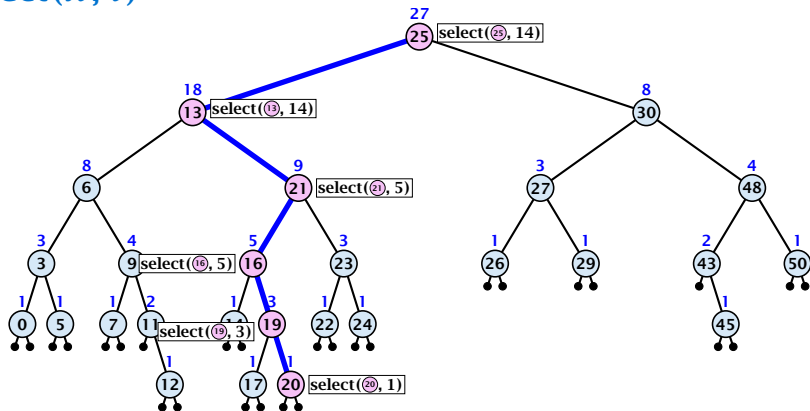 27
25 select(25, 14)
18 8
13 select(13, 14) 30
8 9 3 4
6 21 select(21, 5) 27 48
3 4 5 3 1 1 2 1
3 9 select(16, 5) 16 23 26 29 43 50
1 1 1 2 1 3 1 1 1
0 5 7 11 select(19, 3) 19 22 24 45
1 1 1
12 17 20 select(20, 1)